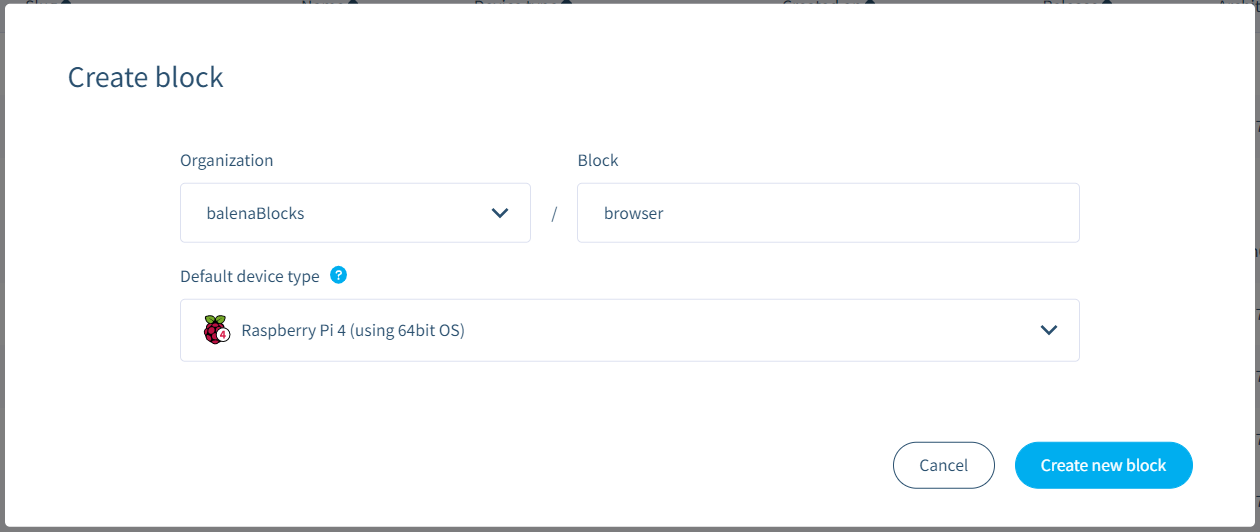 Create block
Organization
Block
balenaBlocks
/
browser
Default device type ?
4 Raspberry Pi 4 (using 64bit OS)
Cancel
Create new block